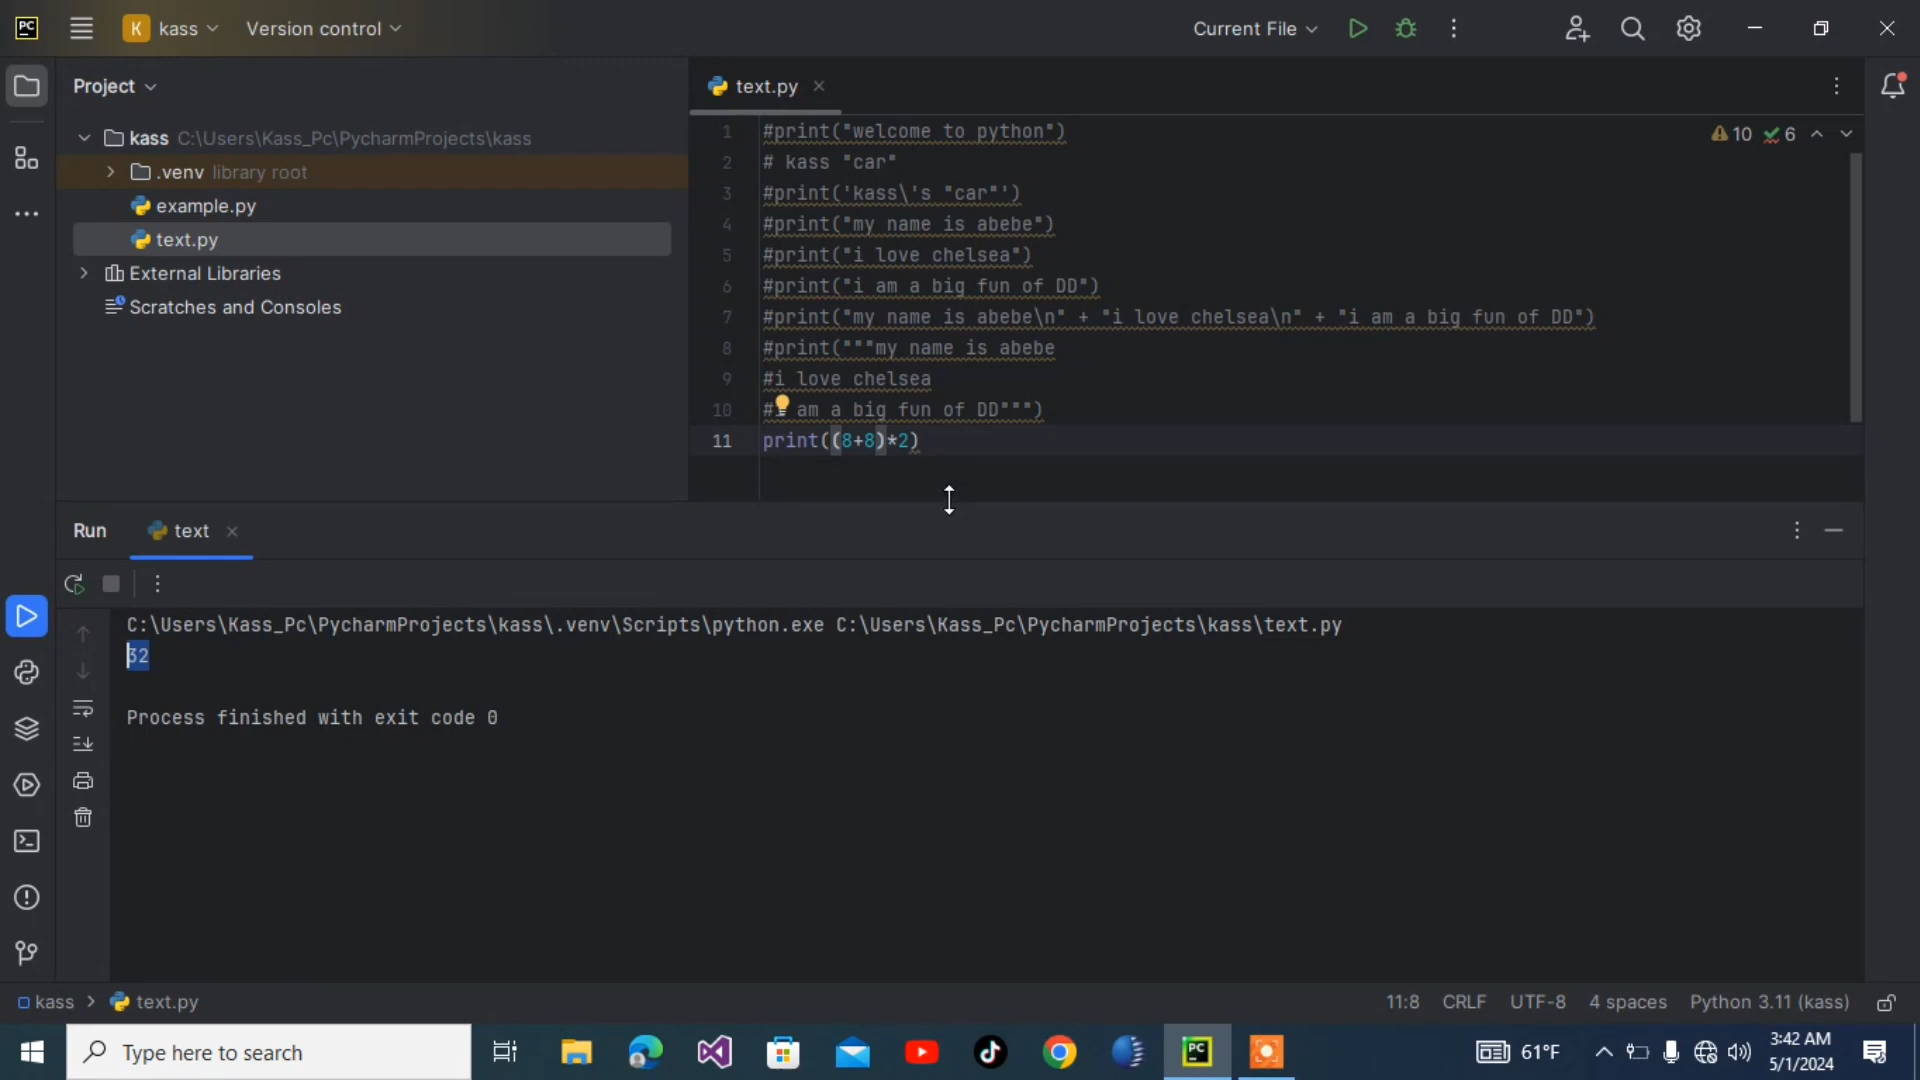 PC
K kass Version control
Current File
Project
text.py
kass C:\Users\Kass_Pc\PycharmProjects\kass
.venv library root
example.py
text.py
External Libraries
Scratches and Consoles
10 6
1 #print("welcome to python")
2 # kass "car"
3 #print('kass\'s "car"')
4 #print("my name is abebe")
5 #print("i love chelsea")
6 #print("i am a big fun of DD")
7 #print("my name is abebe\n" + "i love chelsea\n" + "i am a big fun of DD")
8 #print("""my name is abebe
9 #i love chelsea
10 # am a big fun of DD""")
11 print((8+8)*2)
Run text
C:\Users\Kass_Pc\PycharmProjects\kass\.venv\Scripts\python.exe C:\Users\Kass_Pc\PycharmProjects\kass\text.py
32
Process finished with exit code 0
kass text.py
11:8 CRLF UTF-8 4 spaces Python 3.11 (kass)
Type here to search
PC
61°F
3:42 AM
5/1/2024